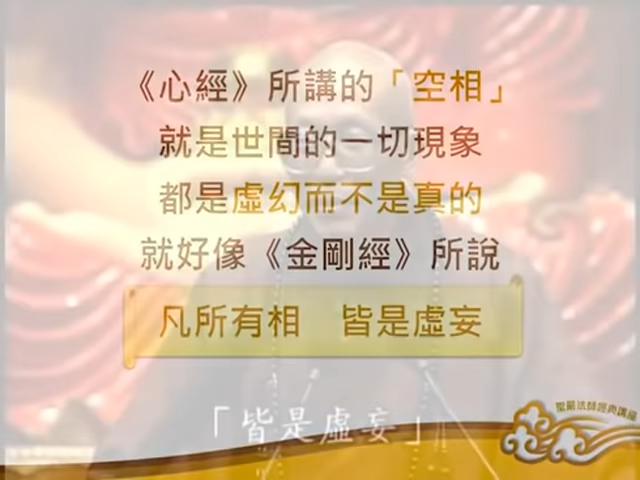 《心經》所講的「空相」
就是世間的一切現象
都是虛幻而不是真的
就好像《金剛經》所說
凡所有相　皆是虛妄
「皆是虛妄」
聖嚴法師經典講座